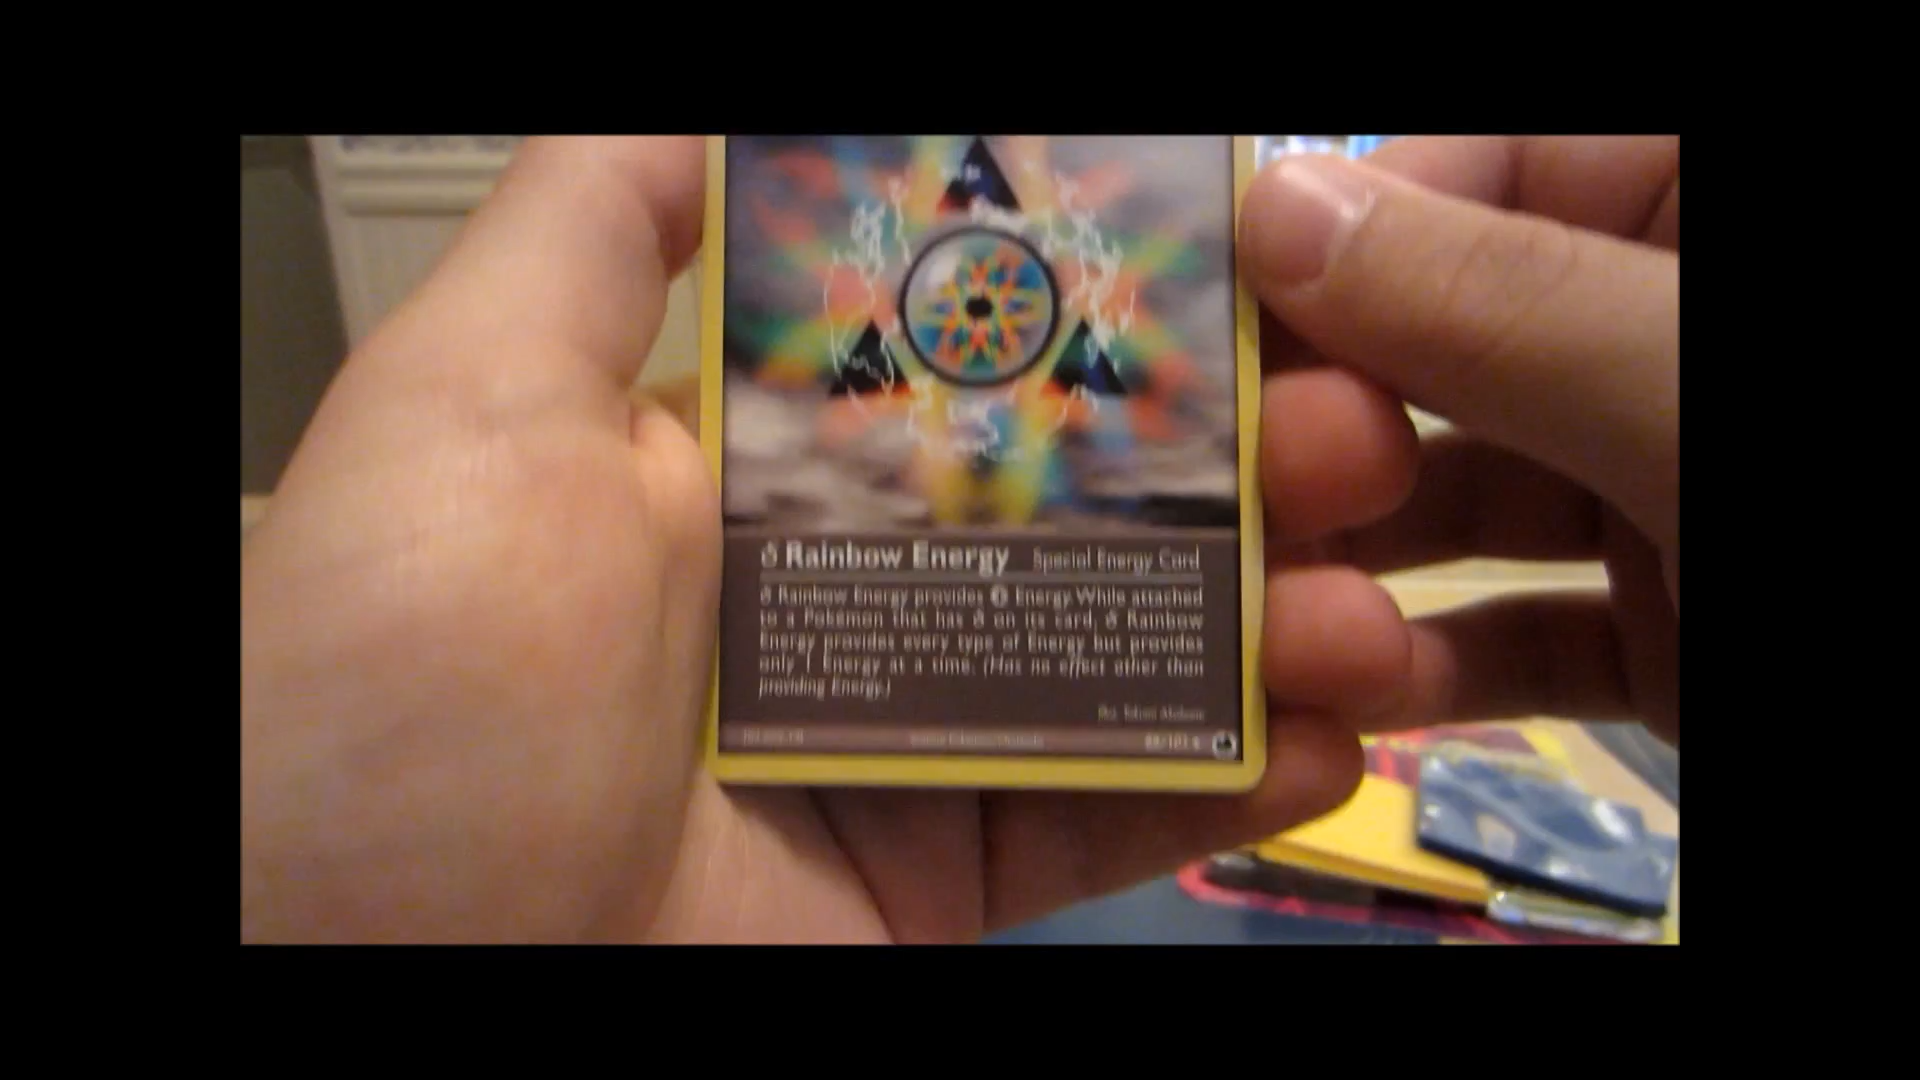 δ Rainbow Energy Special Energy Card
δ Rainbow Energy provides Energy. While attached
to a Pokémon that has δ on its card, δ Rainbow
Energy provides every type of Energy but provides
only 1 Energy at a time. (Has no effect other than
providing Energy.)
88/101